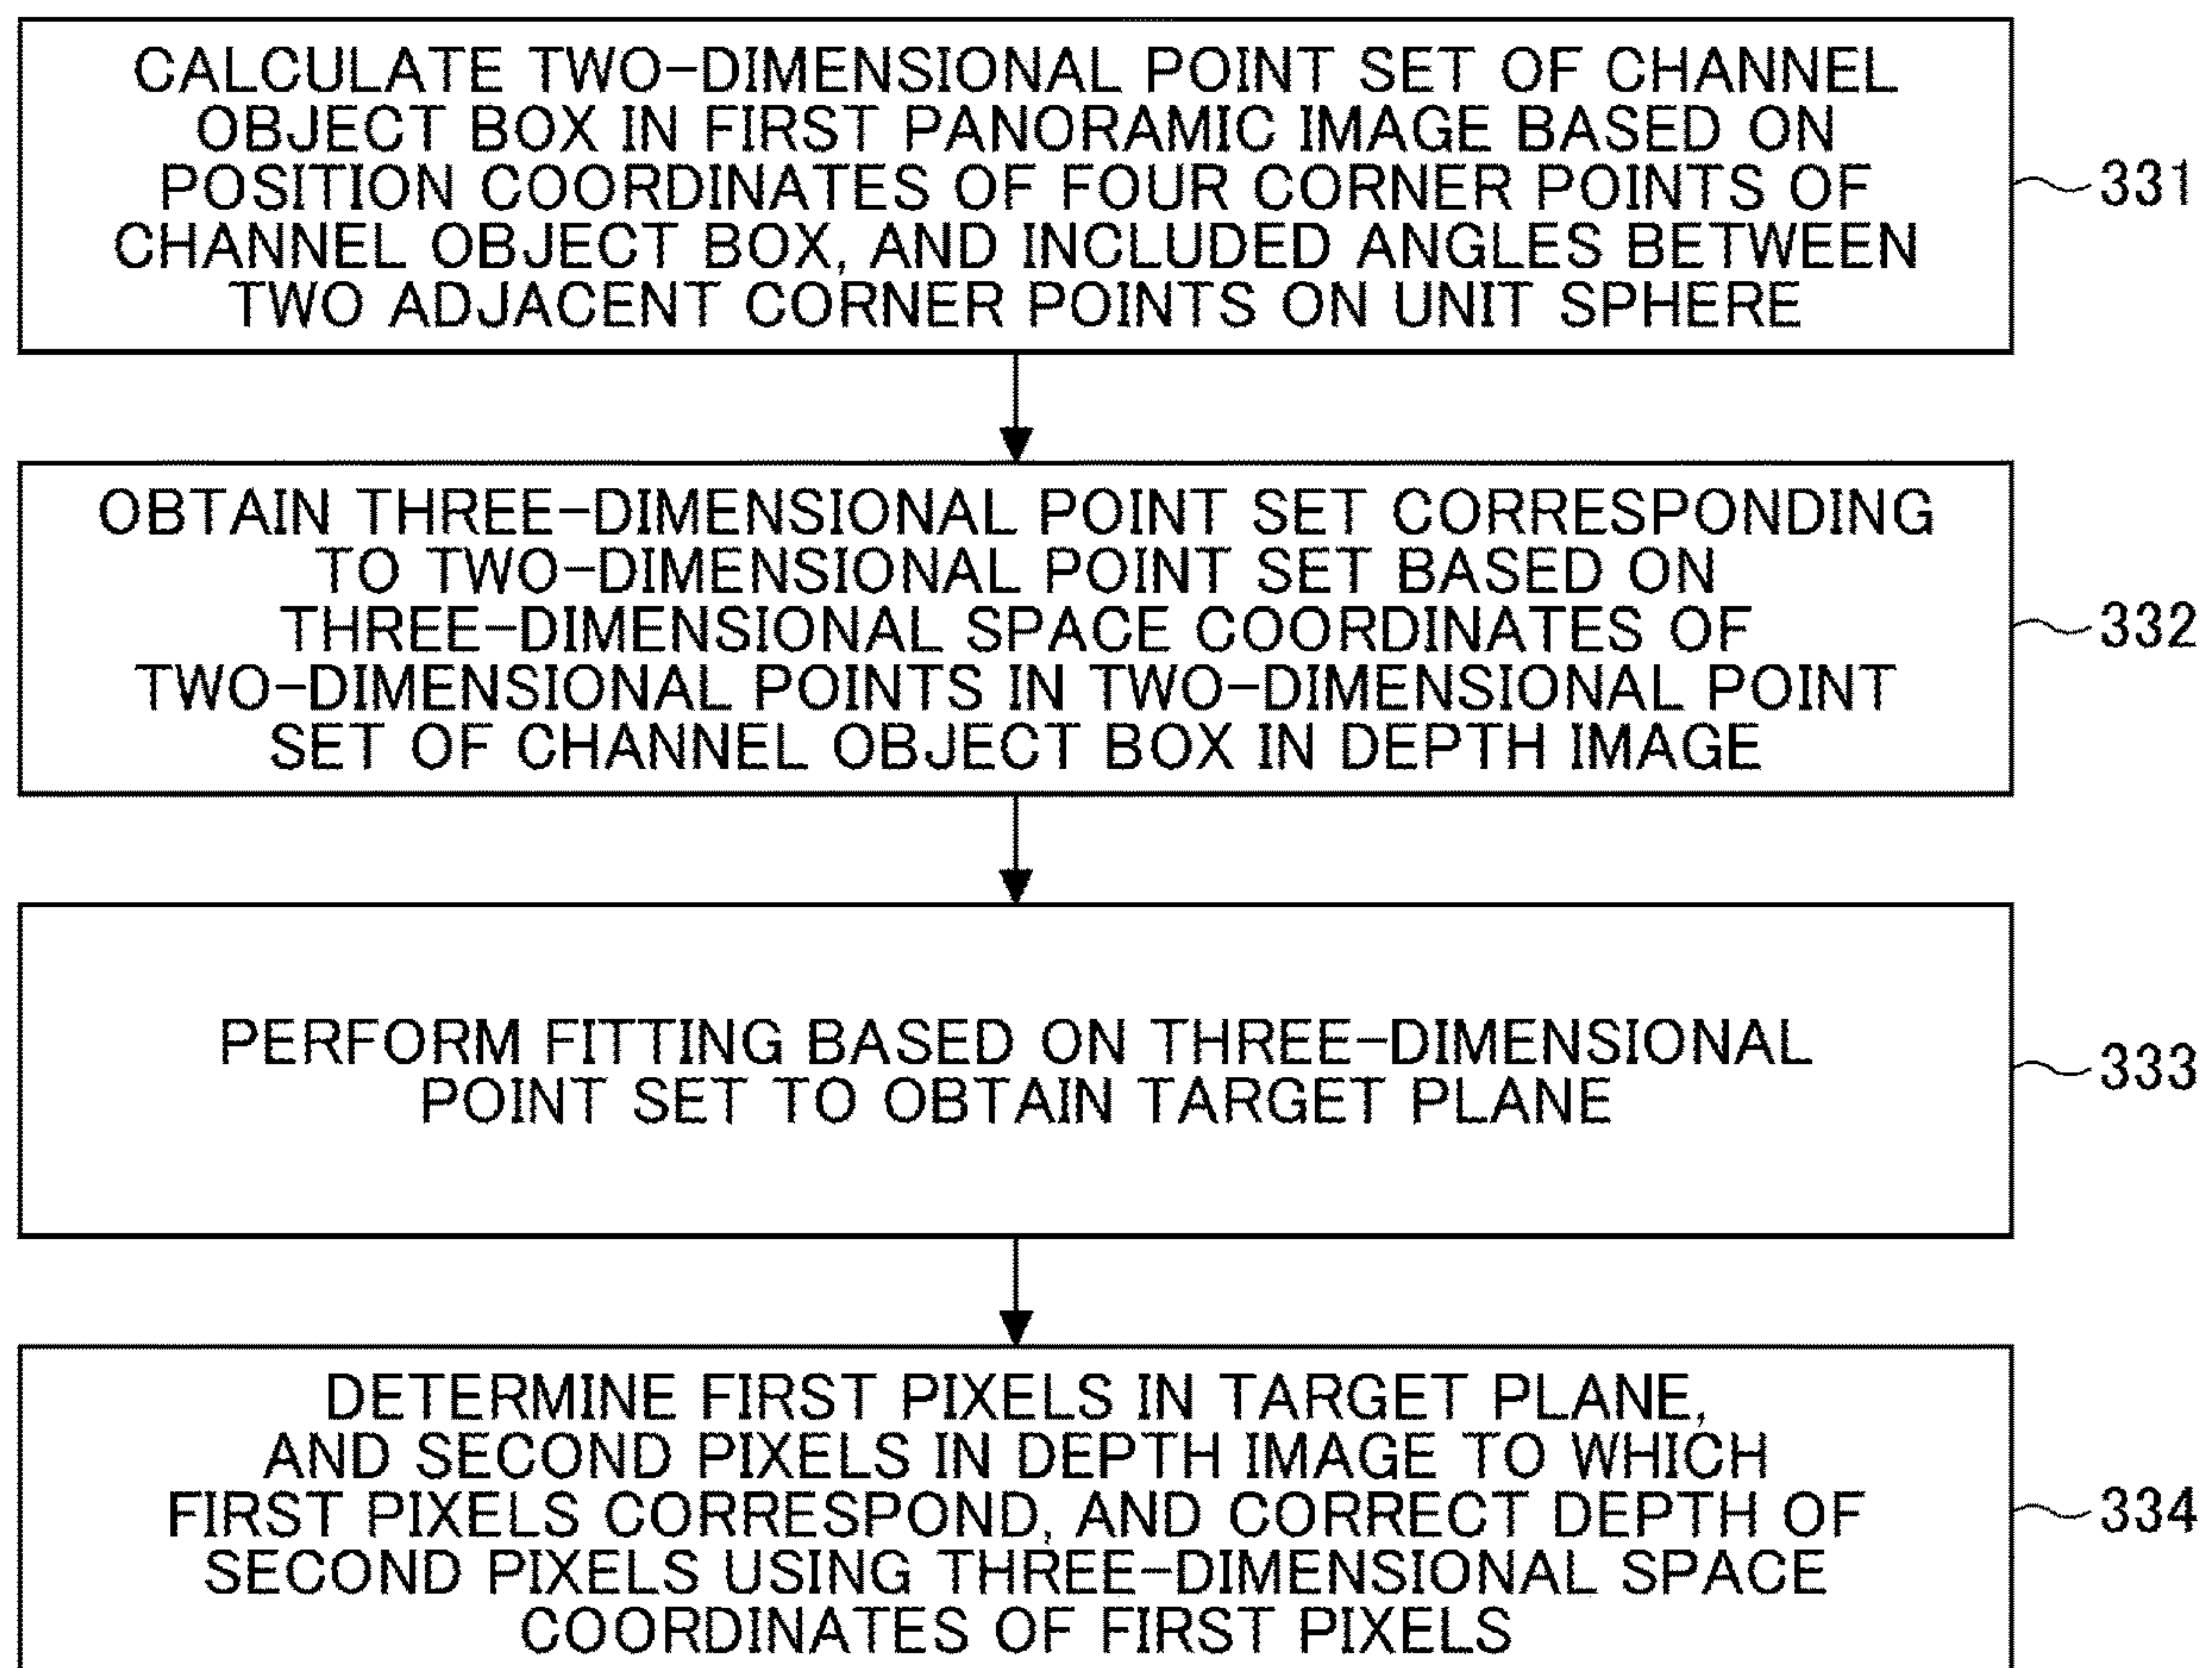 CALCULATE TWO-DIMENSIONAL POINT SET OF CHANNEL
OBJECT BOX IN FIRST PANORAMIC IMAGE BASED ON
POSITION COORDINATES OF FOUR CORNER POINTS OF
CHANNEL OBJECT BOX, AND INCLUDED ANGLES BETWEEN
TWO ADJACENT CORNER POINTS ON UNIT SPHERE
331
OBTAIN THREE-DIMENSIONAL POINT SET CORRESPONDING
TO TWO-DIMENSIONAL POINT SET BASED ON
THREE-DIMENSIONAL SPACE COORDINATES OF
TWO-DIMENSIONAL POINTS IN TWO-DIMENSIONAL POINT
SET OF CHANNEL OBJECT BOX IN DEPTH IMAGE
332
PERFORM FITTING BASED ON THREE-DIMENSIONAL
POINT SET TO OBTAIN TARGET PLANE
333
DETERMINE FIRST PIXELS IN TARGET PLANE,
AND SECOND PIXELS IN DEPTH IMAGE TO WHICH
FIRST PIXELS CORRESPOND, AND CORRECT DEPTH OF
SECOND PIXELS USING THREE-DIMENSIONAL SPACE
COORDINATES OF FIRST PIXELS
334